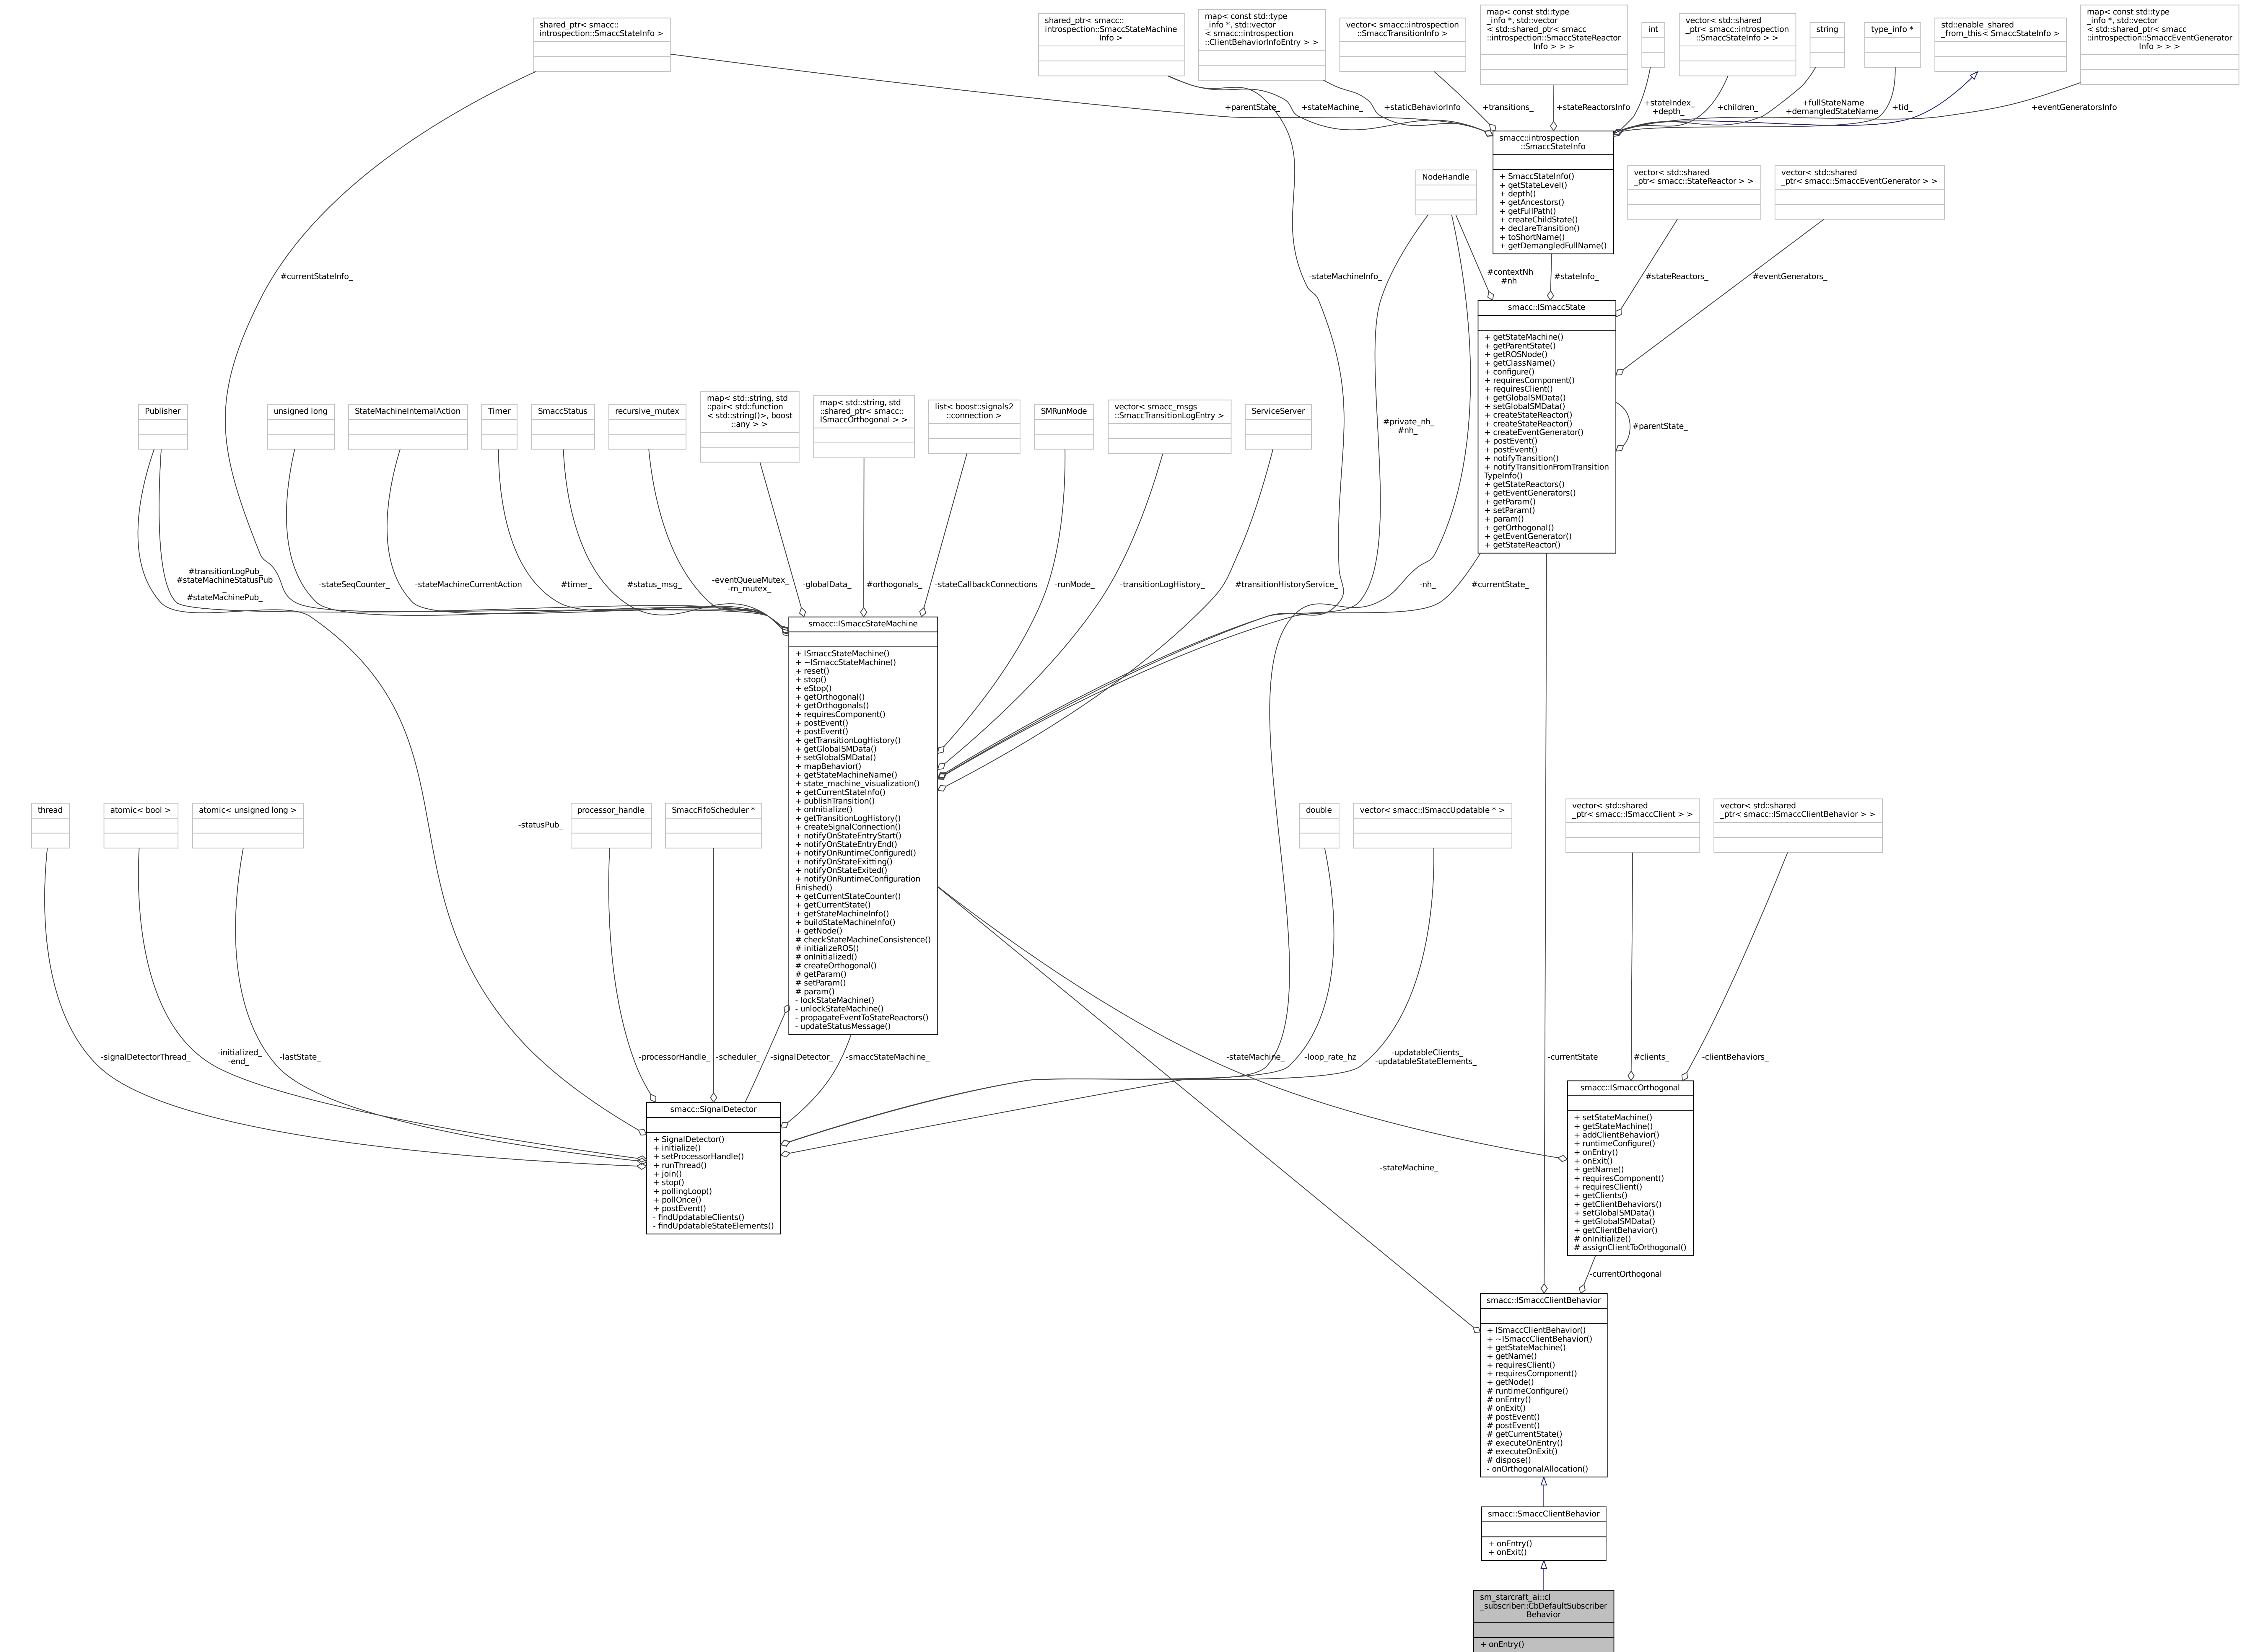 shared_ptr< smacc::
introspection::SmaccStateInfo >
shared_ptr< smacc::
introspection::SmaccStateMachine
Info >
map< const std::type
_info *, std::vector
< smacc::introspection
::ClientBehaviorInfoEntry > >
vector< smacc::introspection
::SmaccTransitionInfo >
map< const std::type
_info *, std::vector
< std::shared_ptr< smacc
::introspection::SmaccStateReactor
Info > > >
int
vector< std::shared
_ptr< smacc::introspection
::SmaccStateInfo > >
string
type_info *
std::enable_shared
_from_this< SmaccStateInfo >
map< const std::type
_info *, std::vector
< std::shared_ptr< smacc
::introspection::SmaccEventGenerator
Info > > >
+parentState_
+stateMachine_
+staticBehaviorInfo
+transitions_
+stateReactorsInfo
+stateIndex_
+depth_
+children_
+fullStateName
+demangledStateName
+tid_
+eventGeneratorsInfo
smacc::introspection
::SmaccStateInfo
+ SmaccStateInfo()
+ getStateLevel()
+ depth()
+ getAncestors()
+ getFullPath()
+ createChildState()
+ declareTransition()
+ toShortName()
+ getDemangledFullName()
NodeHandle
vector< std::shared
_ptr< smacc::StateReactor > >
vector< std::shared
_ptr< smacc::SmaccEventGenerator > >
#currentStateInfo_
-stateMachineInfo_
#contextNh
#nh
#stateInfo_
#stateReactors_
#eventGenerators_
smacc::ISmaccState
+ getStateMachine()
+ getParentState()
+ getROSNode()
+ getClassName()
+ configure()
+ requiresComponent()
+ requiresClient()
+ getGlobalSMData()
+ setGlobalSMData()
+ createStateReactor()
+ createStateReactor()
+ createEventGenerator()
+ postEvent()
+ postEvent()
+ notifyTransition()
+ notifyTransitionFromTransition
TypeInfo()
+ getStateReactors()
+ getEventGenerators()
+ getParam()
+ setParam()
+ param()
+ getOrthogonal()
+ getEventGenerator()
+ getStateReactor()
#parentState_
Publisher
unsigned long
StateMachineInternalAction
Timer
SmaccStatus
recursive_mutex
map< std::string, std
::pair< std::function
< std::string()>, boost
::any > >
map< std::string, std
::shared_ptr< smacc::
ISmaccOrthogonal > >
list< boost::signals2
::connection >
SMRunMode
vector< smacc_msgs
::SmaccTransitionLogEntry >
ServiceServer
#private_nh_
#nh_
#transitionLogPub_
#stateMachineStatusPub
_
#stateMachinePub_
-stateSeqCounter_
-stateMachineCurrentAction
#timer_
#status_msg_
-eventQueueMutex_
-m_mutex_
-globalData_
#orthogonals_
-stateCallbackConnections
-runMode_
-transitionLogHistory_
#transitionHistoryService_
-nh_
#currentState_
smacc::ISmaccStateMachine
+ ISmaccStateMachine()
+ ~ISmaccStateMachine()
+ reset()
+ stop()
+ eStop()
+ getOrthogonal()
+ getOrthogonals()
+ requiresComponent()
+ postEvent()
+ postEvent()
+ getTransitionLogHistory()
+ getGlobalSMData()
+ setGlobalSMData()
+ mapBehavior()
+ getStateMachineName()
+ state_machine_visualization()
+ getCurrentStateInfo()
+ publishTransition()
+ onInitialize()
+ getTransitionLogHistory()
+ createSignalConnection()
+ notifyOnStateEntryStart()
+ notifyOnStateEntryEnd()
+ notifyOnRuntimeConfigured()
+ notifyOnStateExitting()
+ notifyOnStateExited()
+ notifyOnRuntimeConfiguration
Finished()
+ getCurrentStateCounter()
+ getCurrentState()
+ getStateMachineInfo()
+ buildStateMachineInfo()
+ getNode()
# checkStateMachineConsistence()
# initializeROS()
# onInitialized()
# createOrthogonal()
# getParam()
# setParam()
# param()
- lockStateMachine()
- unlockStateMachine()
- propagateEventToStateReactors()
- updateStatusMessage()
thread
atomic< bool >
atomic< unsigned long >
-statusPub_
processor_handle
SmaccFifoScheduler *
double
vector< smacc::ISmaccUpdatable * >
vector< std::shared
_ptr< smacc::ISmaccClient > >
vector< std::shared
_ptr< smacc::ISmaccClientBehavior > >
-signalDetectorThread_
-initialized_
-end_
-lastState_
-processorHandle_
-scheduler_
-signalDetector_
-smaccStateMachine_
-stateMachine_
-loop_rate_hz
-updatableClients_
-updatableStateElements_
-currentState
#clients_
-clientBehaviors_
smacc::SignalDetector
+ SignalDetector()
+ initialize()
+ setProcessorHandle()
+ runThread()
+ join()
+ stop()
+ pollingLoop()
+ pollOnce()
+ postEvent()
- findUpdatableClients()
- findUpdatableStateElements()
smacc::ISmaccOrthogonal
+ setStateMachine()
+ getStateMachine()
+ addClientBehavior()
+ runtimeConfigure()
+ onEntry()
+ onExit()
+ getName()
+ requiresComponent()
+ requiresClient()
+ getClients()
+ getClientBehaviors()
+ setGlobalSMData()
+ getGlobalSMData()
+ getClientBehavior()
# onInitialize()
# assignClientToOrthogonal()
-stateMachine_
-currentOrthogonal
smacc::ISmaccClientBehavior
+ ISmaccClientBehavior()
+ ~ISmaccClientBehavior()
+ getStateMachine()
+ getName()
+ requiresClient()
+ requiresComponent()
+ getNode()
# runtimeConfigure()
# onEntry()
# onExit()
# postEvent()
# postEvent()
# getCurrentState()
# executeOnEntry()
# executeOnExit()
# dispose()
- onOrthogonalAllocation()
smacc::SmaccClientBehavior
+ onEntry()
+ onExit()
sm_starcraft_ai::cl
_subscriber::CbDefaultSubscriber
Behavior
+ onEntry()